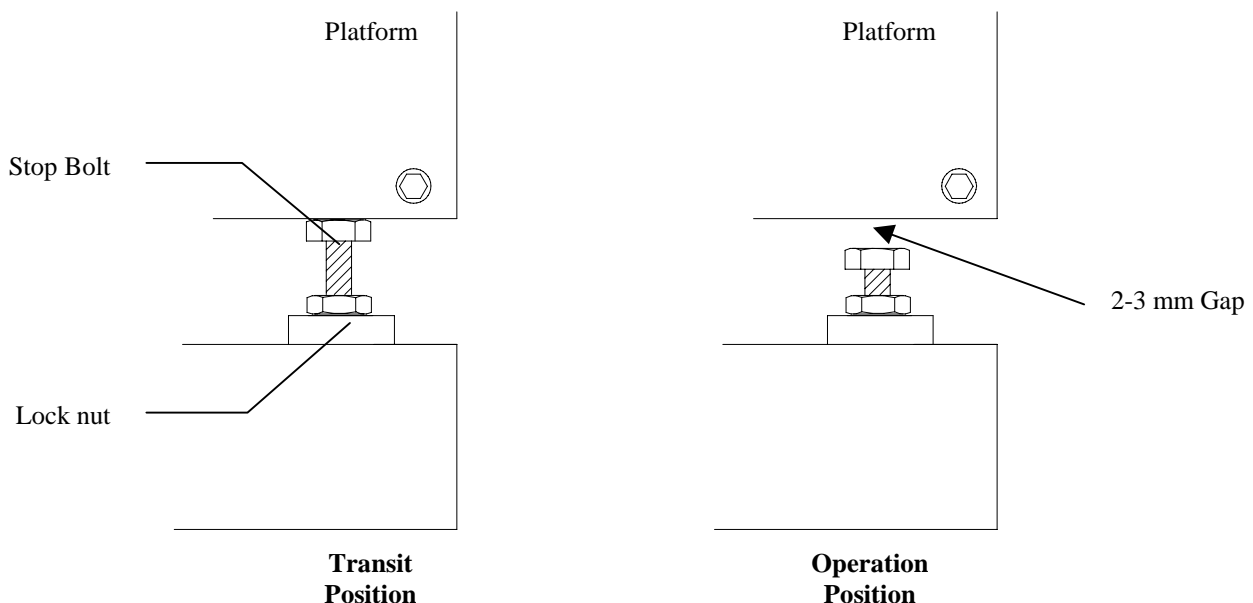 Platform
Platform
Stop Bolt
2-3 mm Gap
Lock nut
Transit
Position
Operation
Position